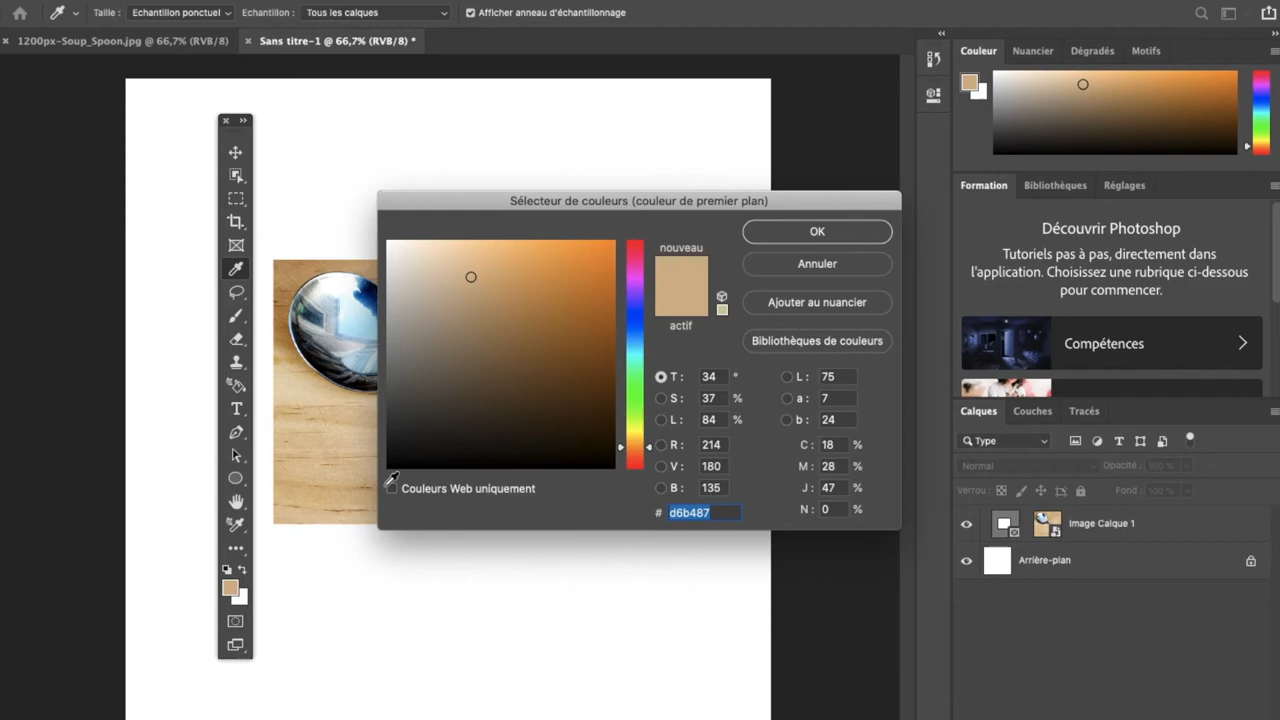 Taille : Echantillon ponctuel Echantillon : Tous les calques Afficher anneau d'échantillonnage
1200px-Soup_Spoon.jpg @ 66,7% (RVB/8) Sans titre-1 @ 66,7% (RVB/8) *
Couleur Nuancier Dégradés Motifs
Formation Bibliothèques Réglages
Découvrir Photoshop
Tutoriels pas à pas, directement dans
l'application. Choisissez une rubrique ci-dessous
pour commencer.
Compétences
Calques Couches Tracés
Type
Normal Opacité : 100 %
Verrou : Fond : 100 %
Image Calque 1
Arrière-plan
Sélecteur de couleurs (couleur de premier plan)
nouveau
actif
OK
Annuler
Ajouter au nuancier
Bibliothèques de couleurs
T : 34 ° L : 75
S : 37 % a : 7
L : 84 % b : 24
R : 214 C : 18 %
V : 180 M : 28 %
B : 135 J : 47 %
# d6b487 N : 0 %
Couleurs Web uniquement